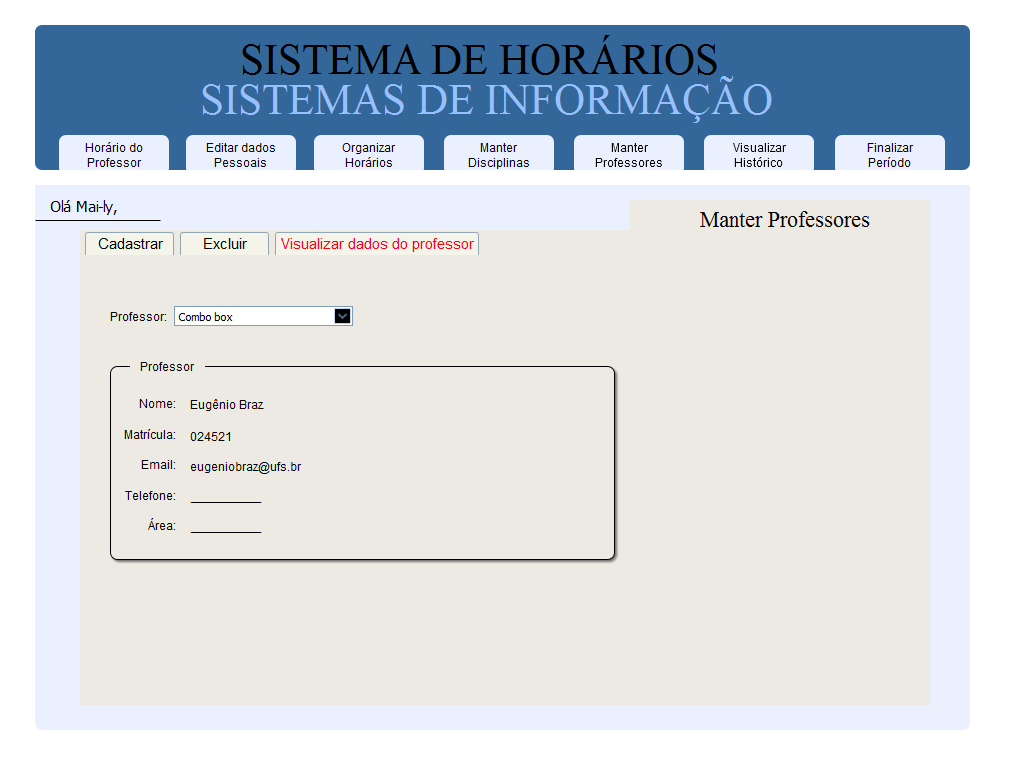 SISTEMA DE HORÁRIOS
SISTEMAS DE INFORMAÇÃO
Horário do
Professor
Editar dados
Pessoais
Organizar
Horários
Manter
Disciplinas
Manter
Professores
Visualizar
Histórico
Finalizar
Período
Olá Mai-ly,
Manter Professores
Cadastrar
Excluir
Visualizar dados do professor
Professor: Combo box
Professor
Nome: Eugênio Braz
Matrícula: 024521
Email: eugeniobraz@ufs.br
Telefone: __________
Área: __________